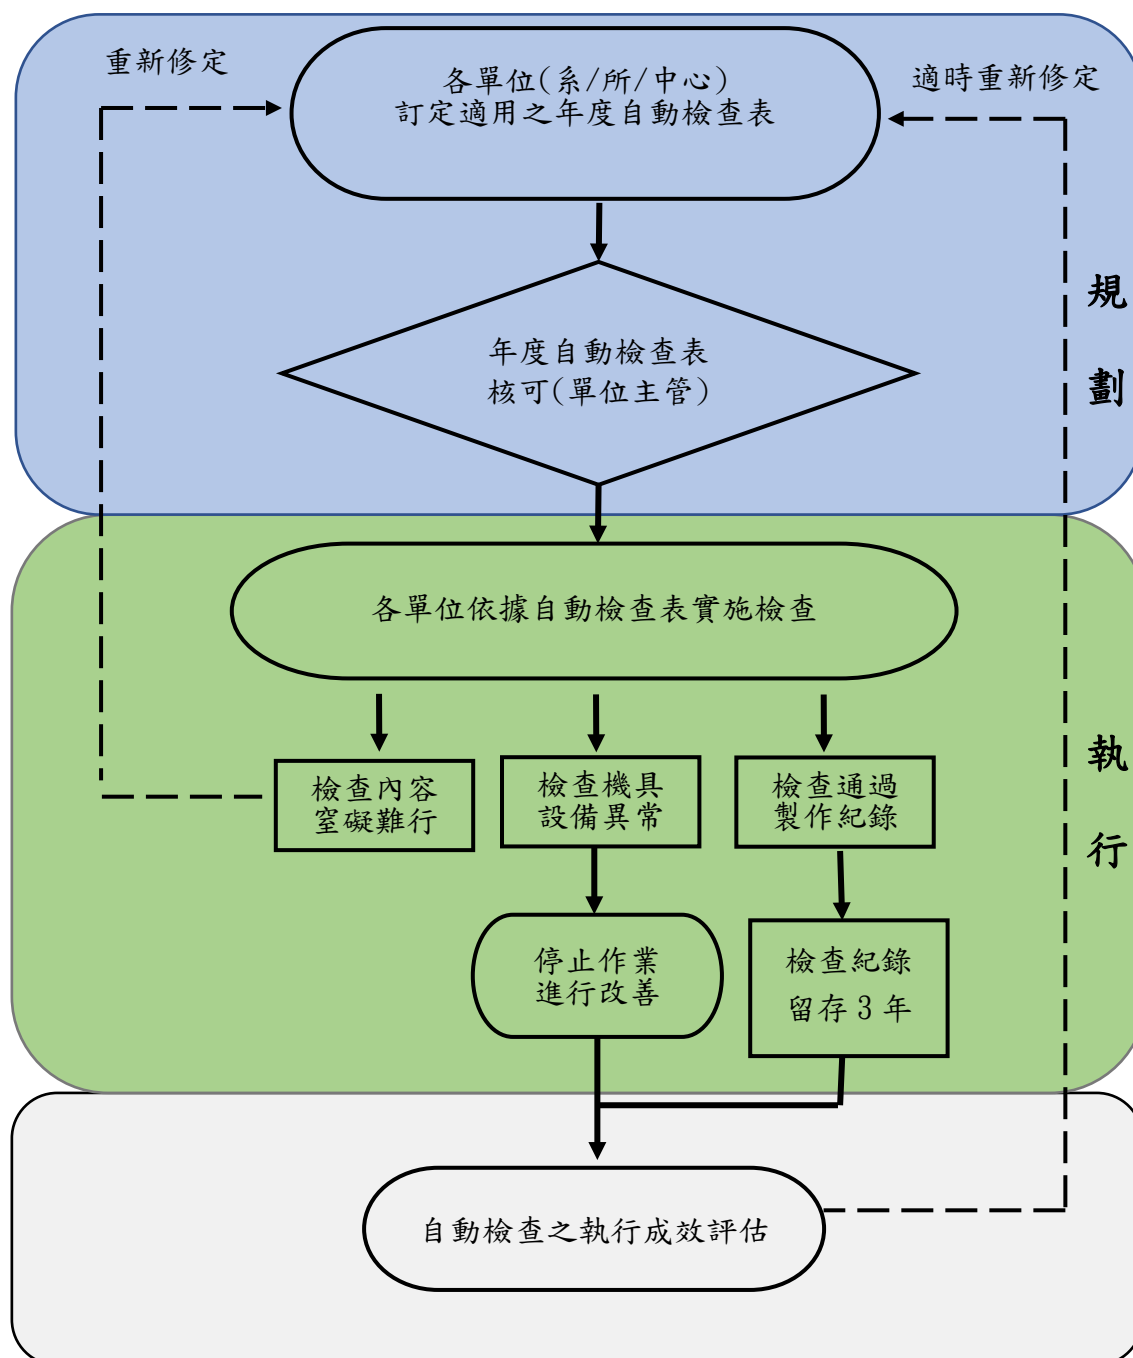 重新修定
各單位(系/所/中心)
訂定適用之年度自動檢查表
適時重新修定
規
劃
年度自動檢查表
核可(單位主管)
各單位依據自動檢查表實施檢查
執
行
檢查內容
窒礙難行
檢查機具
設備異常
檢查通過
製作紀錄
停止作業
進行改善
檢查紀錄
留存3年
自動檢查之執行成效評估